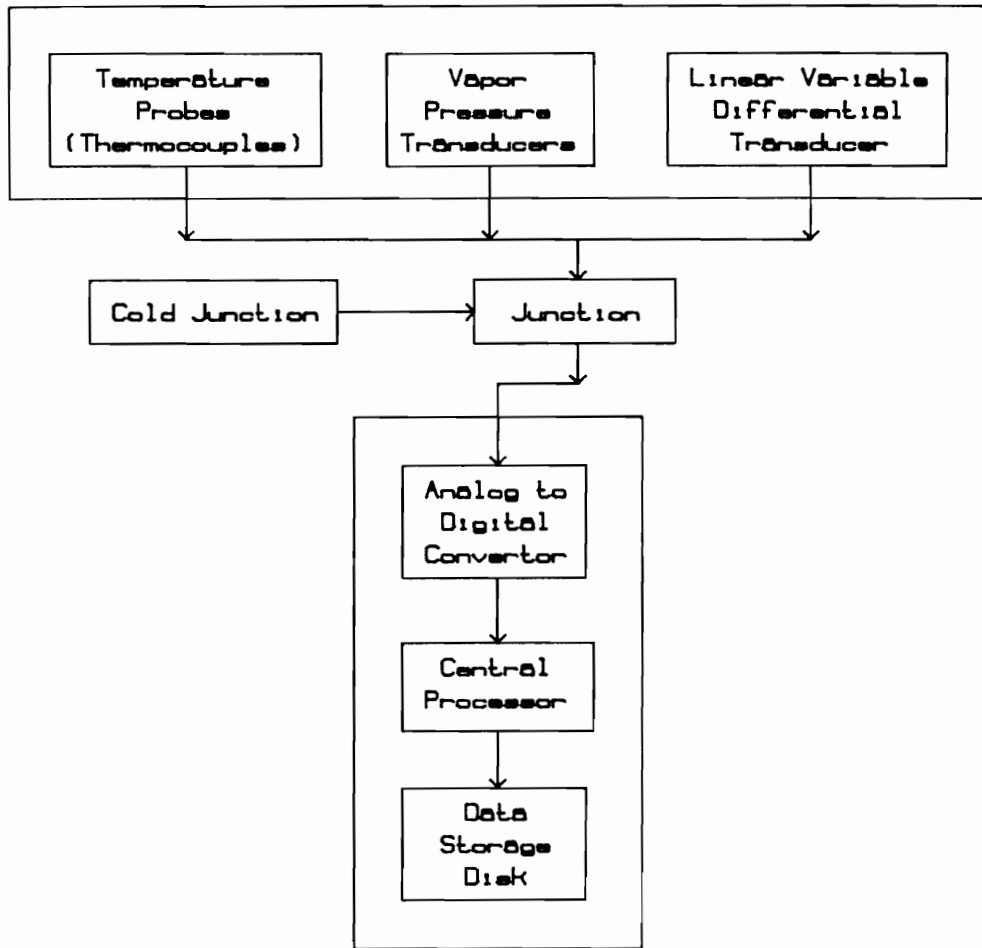 Temperature
Probes
(Thermocouples)
Vapor
Pressure
Transducers
Linear Variable
Differential
Transducer
Cold Junction
Junction
Analog to
Digital
Convertor
Central
Processor
Data
Storage
Disk